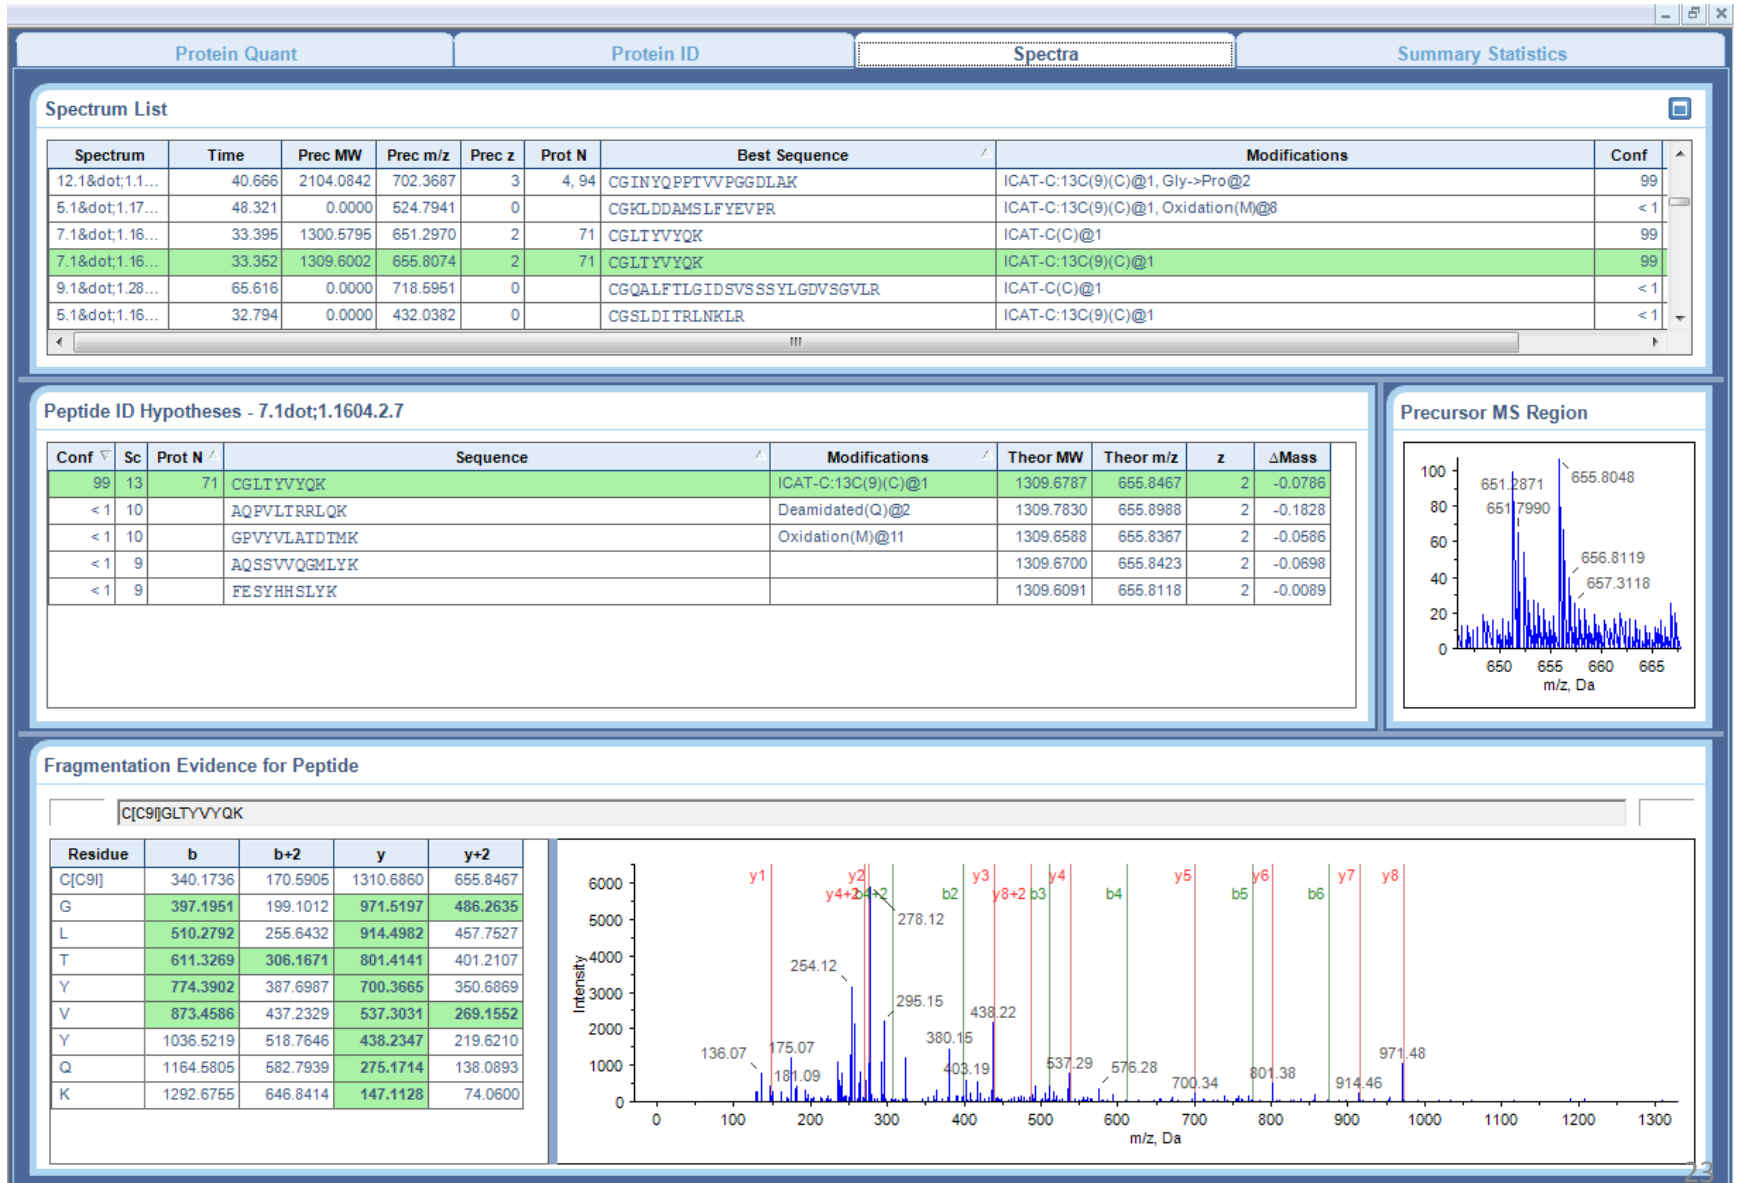 Protein Quant Protein ID Spectra Summary Statistics
Spectrum List
Spectrum Time Prec MW Prec m/z Prec z Prot N Best Sequence Modifications Conf
12.1&dot;1.1... 40.666 2104.0842 702.3687 3 4, 94 CGINYQPPTVVPGGDLAK ICAT-C:13C(9)(C)@1, Gly->Pro@2 99
5.1&dot;1.17... 48.321 0.0000 524.7941 0 CGKLDDAMSLFYEVPR ICAT-C:13C(9)(C)@1, Oxidation(M)@8 < 1
7.1&dot;1.16... 33.395 1300.5795 651.2970 2 71 CGLTYVYQK ICAT-C(C)@1 99
7.1&dot;1.16... 33.352 1309.6002 655.8074 2 71 CGLTYVYQK ICAT-C:13C(9)(C)@1 99
9.1&dot;1.28... 65.616 0.0000 718.5951 0 CGQALFTLGIDSVSSSYLGDVSGVLR ICAT-C(C)@1 < 1
5.1&dot;1.16... 32.794 0.0000 432.0382 0 CGSLDITRLNKLR ICAT-C:13C(9)(C)@1 < 1
Peptide ID Hypotheses - 7.1dot;1.1604.2.7
Conf Sc Prot N Sequence Modifications Theor MW Theor m/z z ΔMass
99 13 71 CGLTYVYQK ICAT-C:13C(9)(C)@1 1309.6787 655.8467 2 -0.0786
< 1 10 AQPVLTRRLQK Deamidated(Q)@2 1309.7830 655.8988 2 -0.1828
< 1 10 GPVYVLATDTMK Oxidation(M)@11 1309.6588 655.8367 2 -0.0586
< 1 9 AQSSVVQGMLYK 1309.6700 655.8423 2 -0.0698
< 1 9 FESYHHSLYK 1309.6091 655.8118 2 -0.0089
Precursor MS Region
100
80
60
40
20
0
651.2871
655.8048
651.7990
656.8119
657.3118
650 655 660 665
m/z, Da
Fragmentation Evidence for Peptide
C[C9I]GLTYVYQK
Residue b b+2 y y+2
C[C9I] 340.1736 170.5905 1310.6860 655.8467
G 397.1951 199.1012 971.5197 486.2635
L 510.2792 255.6432 914.4982 457.7527
T 611.3269 306.1671 801.4141 401.2107
Y 774.3902 387.6987 700.3665 350.6869
V 873.4586 437.2329 537.3031 269.1552
Y 1036.5219 518.7646 438.2347 219.6210
Q 1164.5805 582.7939 275.1714 138.0893
K 1292.6755 646.8414 147.1128 74.0600
y1 y2 y3 y4 y5 y6 y7 y8
y4+2 b4+2 b2 y8+2 b3 b4 b5 b6
Intensity
6000
5000
4000
3000
2000
1000
0
278.12
254.12
295.15
438.22
380.15
136.07
175.07
181.09
403.19
537.29
576.28
700.34
801.38
914.46
971.48
0 100 200 300 400 500 600 700 800 900 1000 1100 1200 1300
m/z, Da
23